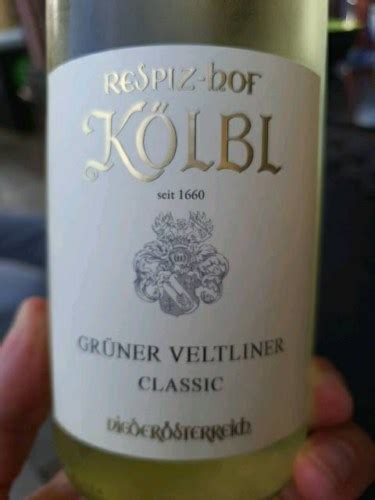 RESPIZ-HOF
KÖLBL
seit 1660
GRÜNER VELTLINER
CLASSIC
NIEDERÖSTERREICH